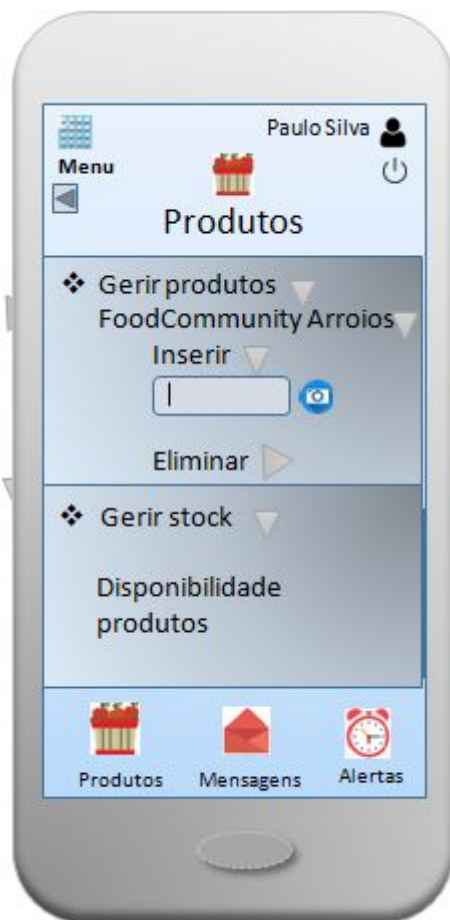 Paulo Silva
Menu
Produtos
Gerir produtos
FoodCommunity Arroios
Inserir
Eliminar
Gerir stock
Disponibilidade
produtos
Produtos
Mensagens
Alertas